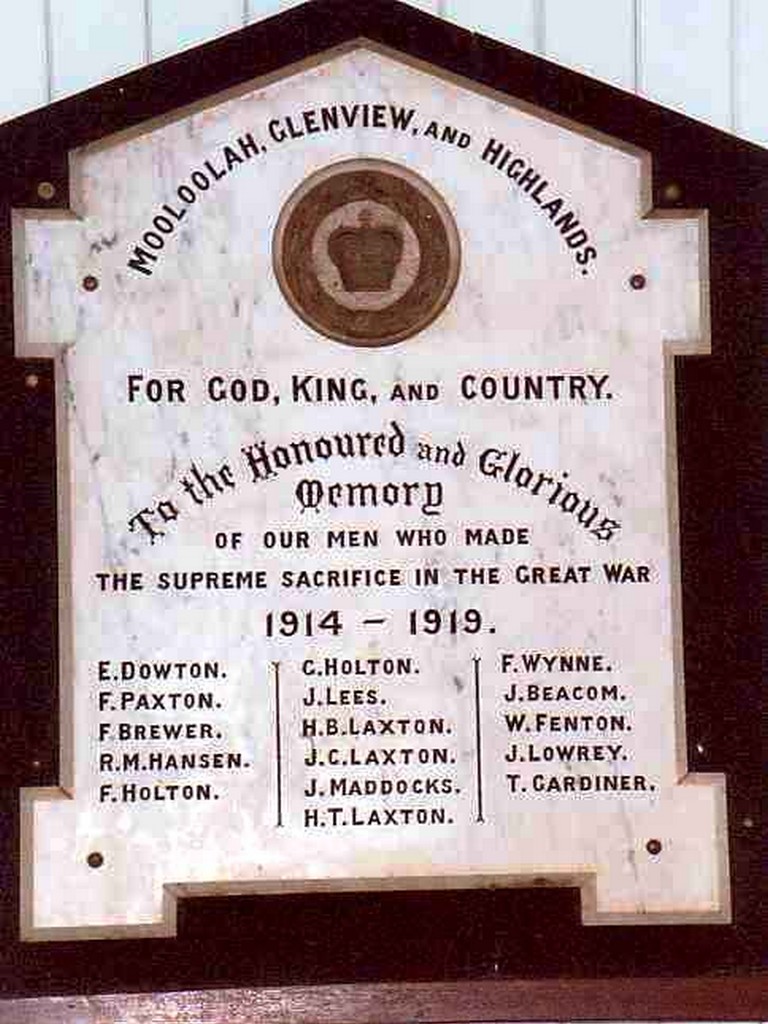 MOOLOOLAH, GLENVIEW, AND HIGHLANDS.
FOR GOD, KING, AND COUNTRY.
To the Honoured and Glorious
Memory
OF OUR MEN WHO MADE
THE SUPREME SACRIFICE IN THE GREAT WAR
1914 – 1919.
E. DOWTON.
F. PAXTON.
F. BREWER.
R.M. HANSEN.
F. HOLTON.
C. HOLTON.
J. LEES.
H.B. LAXTON.
J.C. LAXTON.
J. MADDOCKS.
H.T. LAXTON.
F. WYNNE.
J. BEACOM.
W. FENTON.
J. LOWREY.
T. GARDINER.